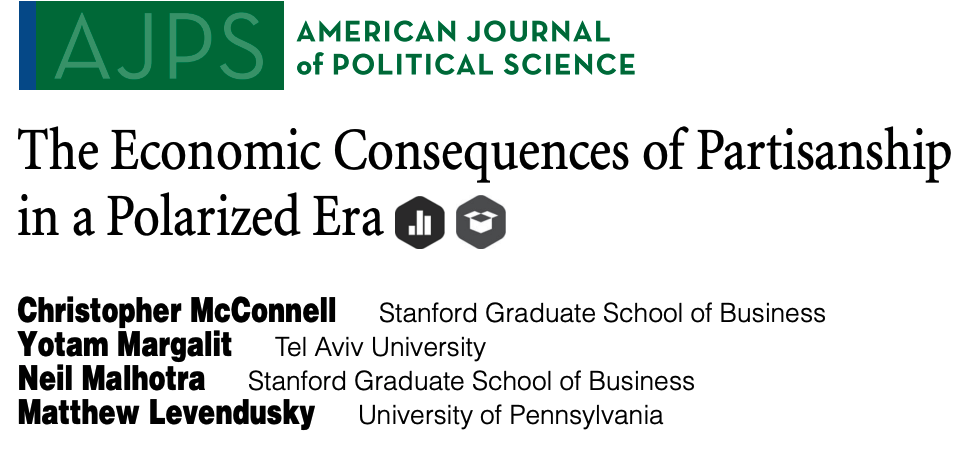 AJPS
AMERICAN JOURNAL
of POLITICAL SCIENCE
The Economic Consequences of Partisanship
in a Polarized Era
Christopher McConnell Stanford Graduate School of Business
Yotam Margalit Tel Aviv University
Neil Malhotra Stanford Graduate School of Business
Matthew Levendusky University of Pennsylvania